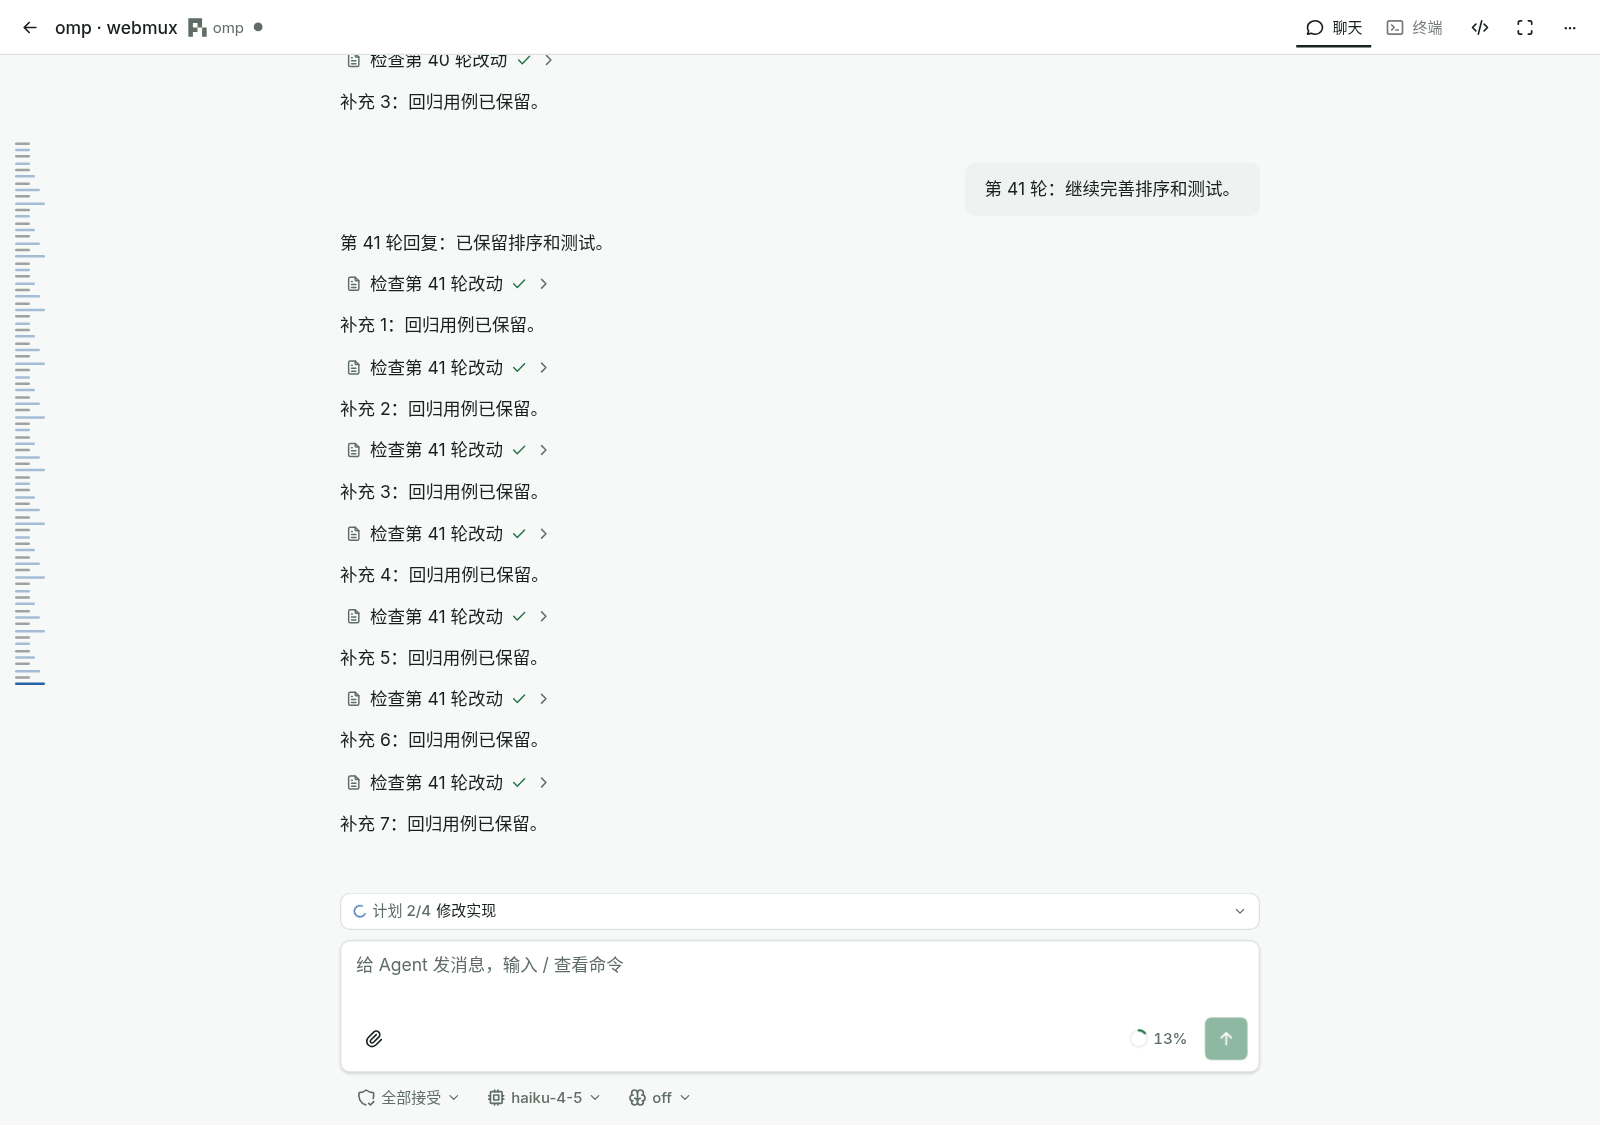 omp · webmux omp 聊天 终端
检查第 40 轮改动
补充 3：回归用例已保留。
第 41 轮：继续完善排序和测试。
第 41 轮回复：已保留排序和测试。
检查第 41 轮改动
补充 1：回归用例已保留。
检查第 41 轮改动
补充 2：回归用例已保留。
检查第 41 轮改动
补充 3：回归用例已保留。
检查第 41 轮改动
补充 4：回归用例已保留。
检查第 41 轮改动
补充 5：回归用例已保留。
检查第 41 轮改动
补充 6：回归用例已保留。
检查第 41 轮改动
补充 7：回归用例已保留。
计划 2/4 修改实现
给 Agent 发消息，输入 / 查看命令
13%
全部接受 haiku-4-5 off